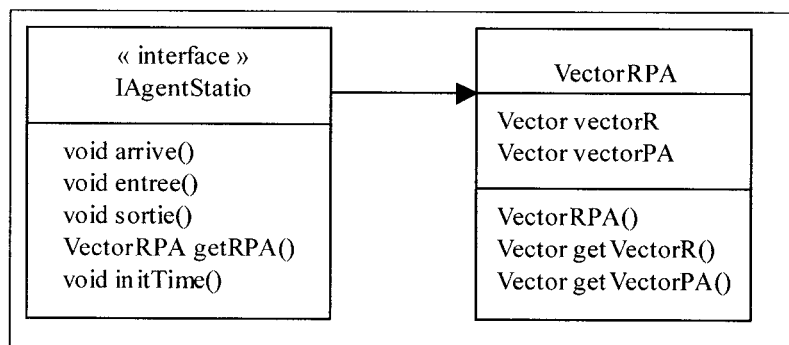 « interface »
IAgentStatio
void arrive()
void entree()
void sortie()
VectorRPA getRPA()
void initTime()
VectorRPA
Vector vectorR
Vector vectorPA
VectorRPA()
Vector getVectorR()
Vector getVectorPA()